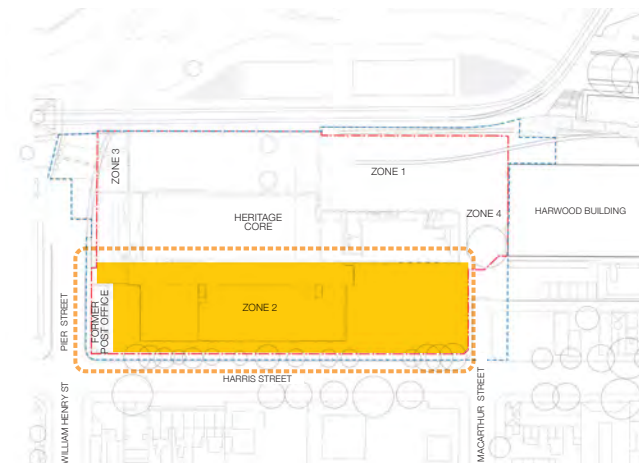 ZONE 3
ZONE 1
HERITAGE
CORE
ZONE 4
HARWOOD BUILDING
ZONE 2
FORMER
POST OFFICE
PIER STREET
HARRIS STREET
WILLIAM HENRY ST
MACARTHUR STREET